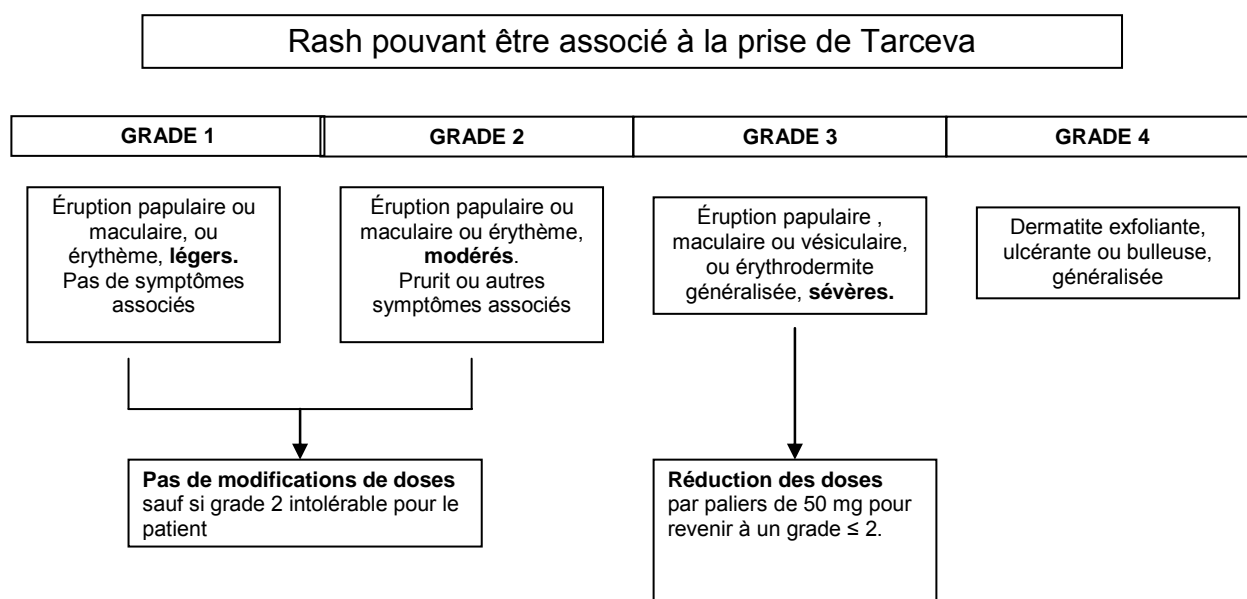 Rash pouvant être associé à la prise de Tarceva
GRADE 1
GRADE 2
GRADE 3
GRADE 4
Éruption papulaire ou
maculaire, ou
érythème, légers.
Pas de symptômes
associés
Éruption papulaire ou
maculaire ou érythème,
modérés.
Prurit ou autres
symptômes associés
Éruption papulaire ,
maculaire ou vésiculaire,
ou érythrodermite
généralisée, sévères.
Dermatite exfoliante,
ulcérante ou bulleuse,
généralisée
Pas de modifications de doses
sauf si grade 2 intolérable pour le
patient
Réduction des doses
par paliers de 50 mg pour
revenir à un grade ≤ 2.